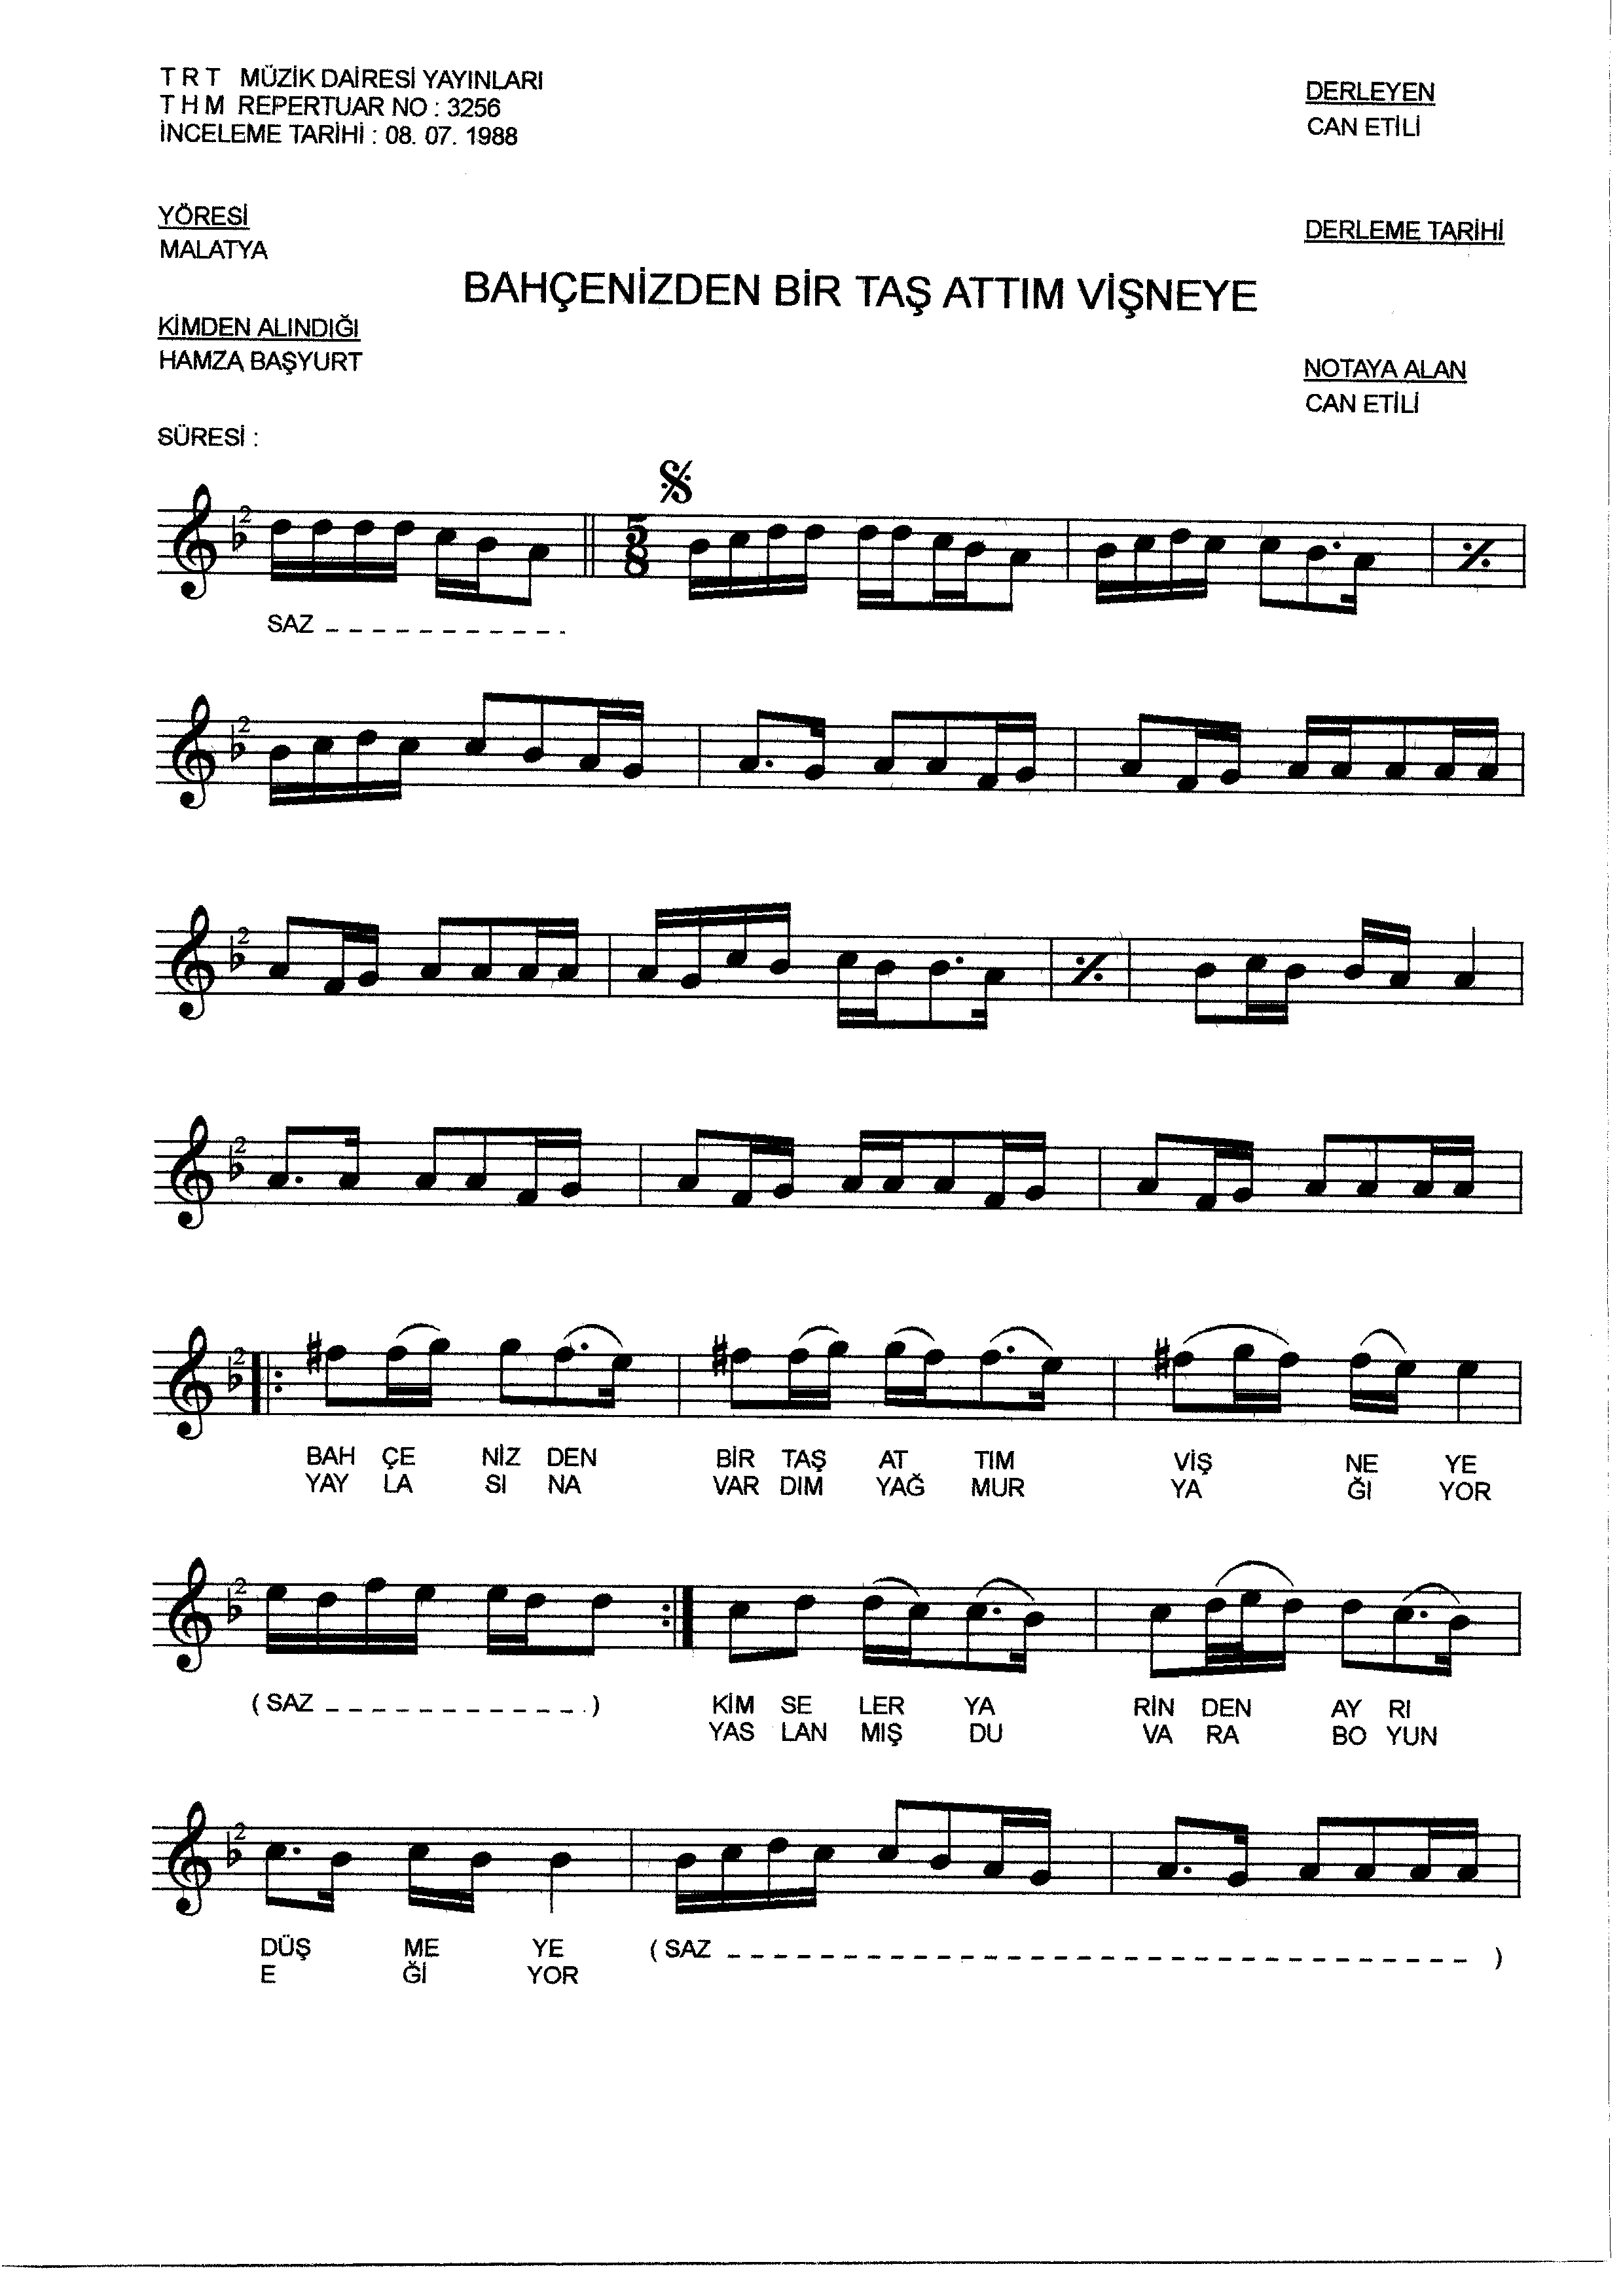 T R T MÜZİK DAİRESİ YAYINLARI
T H M REPERTUAR NO : 3256
İNCELEME TARİHİ : 08. 07. 1988
DERLEYEN
CAN ETİLİ
YÖRESİ
MALATYA
DERLEME TARİHİ
BAHÇENİZDEN BİR TAŞ ATTIM VİŞNEYE
KİMDEN ALINDIĞI
HAMZA BAŞYURT
NOTAYA ALAN
CAN ETİLİ
SÜRESİ :
SAZ
BAH ÇE NİZ DEN BİR TAŞ AT TIM VİŞ NE YE
YAY LA SI NA VAR DIM YAĞ MUR YA Ğİ YOR
( SAZ ) KİM SE LER YA RİN DEN AY RI
YAS LAN MIŞ DU VA RA BO YUN
DÜŞ ME YE ( SAZ )
E Ğİ YOR